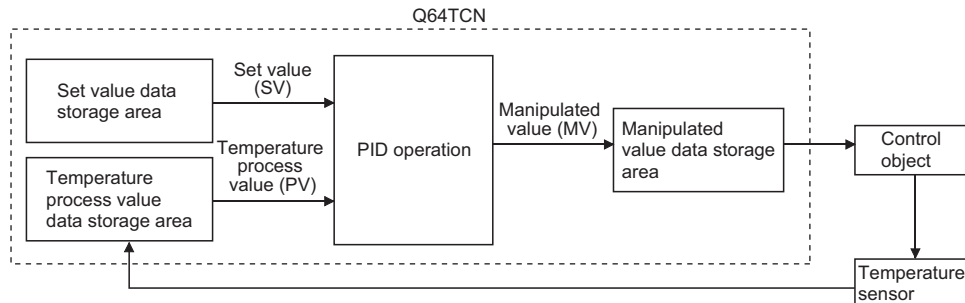 Q64TCN
Set value data
storage area
Set value
(SV)
Temperature
process value
data storage area
Temperature
process
value (PV)
PID operation
Manipulated
value (MV)
Manipulated
value data storage
area
Control
object
Temperature
sensor